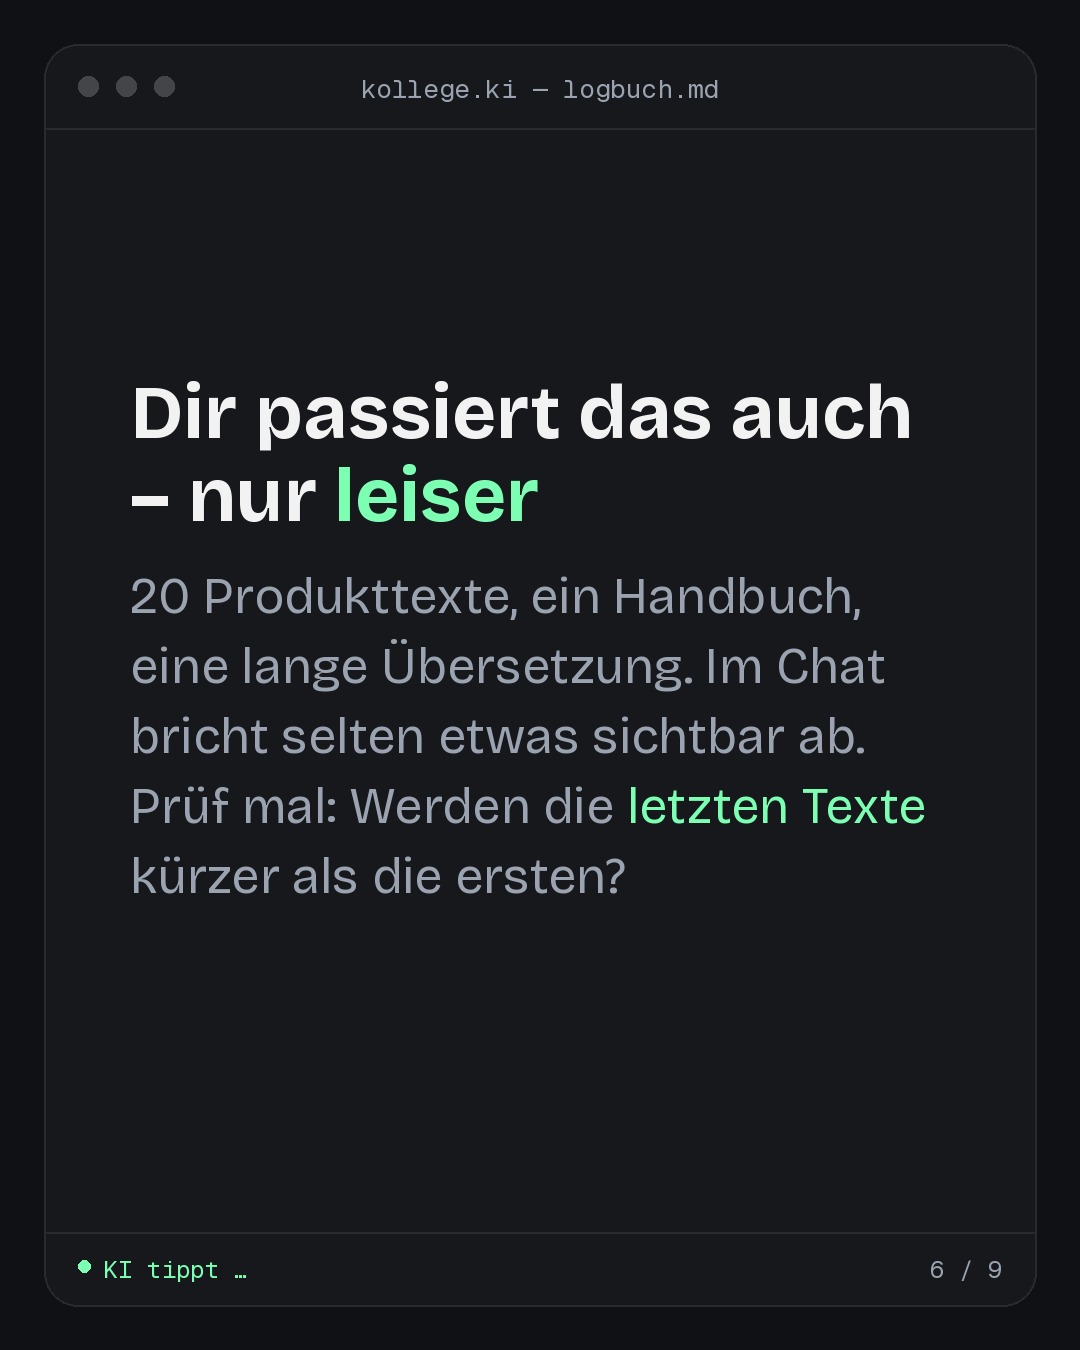 kollege.ki — logbuch.md
Dir passiert das auch
– nur leiser
20 Produkttexte, ein Handbuch,
eine lange Übersetzung. Im Chat
bricht selten etwas sichtbar ab.
Prüf mal: Werden die letzten Texte
kürzer als die ersten?
KI tippt …
6 / 9